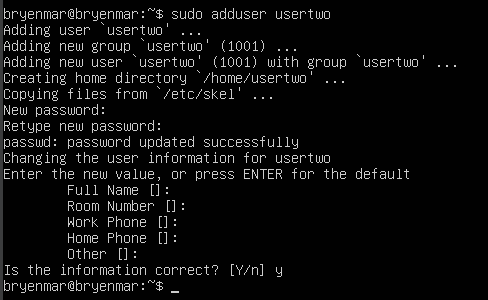 bryenmar@bryenmar:~$ sudo adduser usertwo
Adding user `usertwo' ...
Adding new group `usertwo' (1001) ...
Adding new user `usertwo' (1001) with group `usertwo' ...
Creating home directory `/home/usertwo' ...
Copying files from `/etc/skel' ...
New password:
Retype new password:
passwd: password updated successfully
Changing the user information for usertwo
Enter the new value, or press ENTER for the default
        Full Name []:
        Room Number []:
        Work Phone []:
        Home Phone []:
        Other []:
Is the information correct? [Y/n] y
bryenmar@bryenmar:~$ _